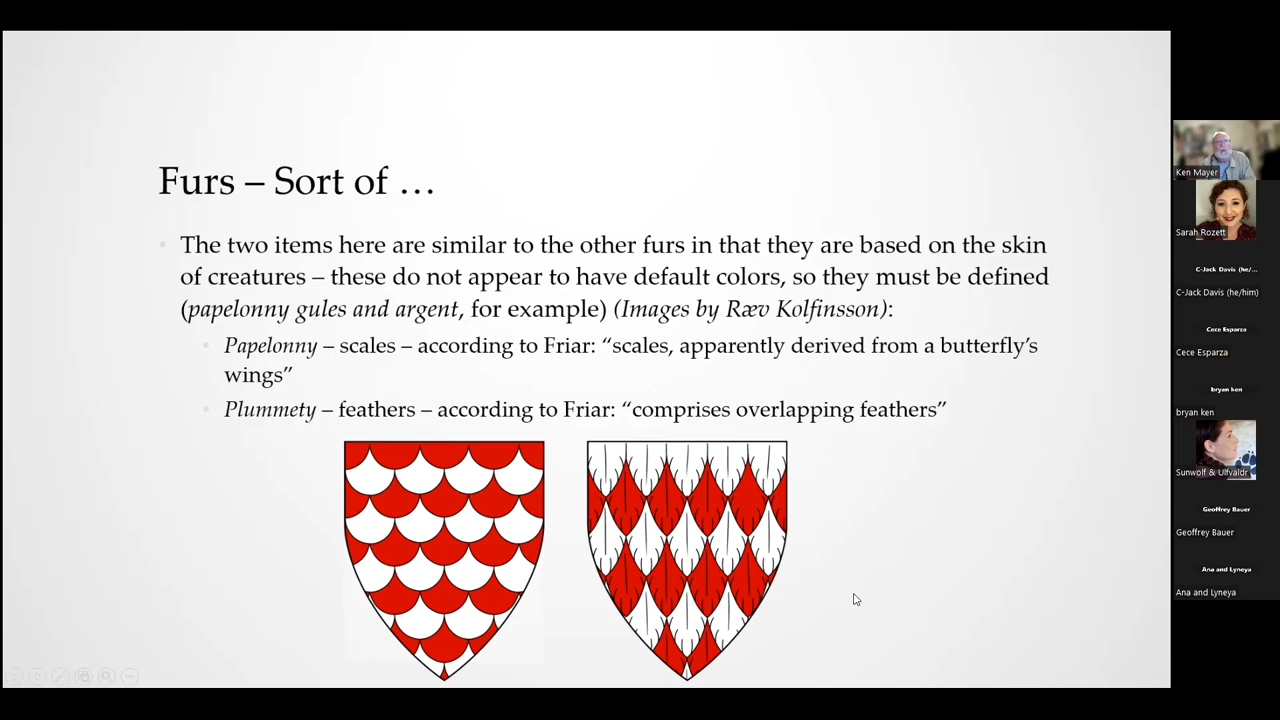 Furs – Sort of …
The two items here are similar to the other furs in that they are based on the skin
of creatures – these do not appear to have default colors, so they must be defined
(papelonny gules and argent, for example) (Images by Ræv Kolfinsson):
Papelonny – scales – according to Friar: “scales, apparently derived from a butterfly’s
wings”
Plummety – feathers – according to Friar: “comprises overlapping feathers”
Ken Mayer
Sarah Rozett
C-Jack Davis (he/...
C-Jack Davis (he/him)
Cece Esparza
Cece Esparza
bryan ken
bryan ken
Sunwolf & Ulfvaldr
Geoffrey Bauer
Geoffrey Bauer
Ana and Lyneya
Ana and Lyneya